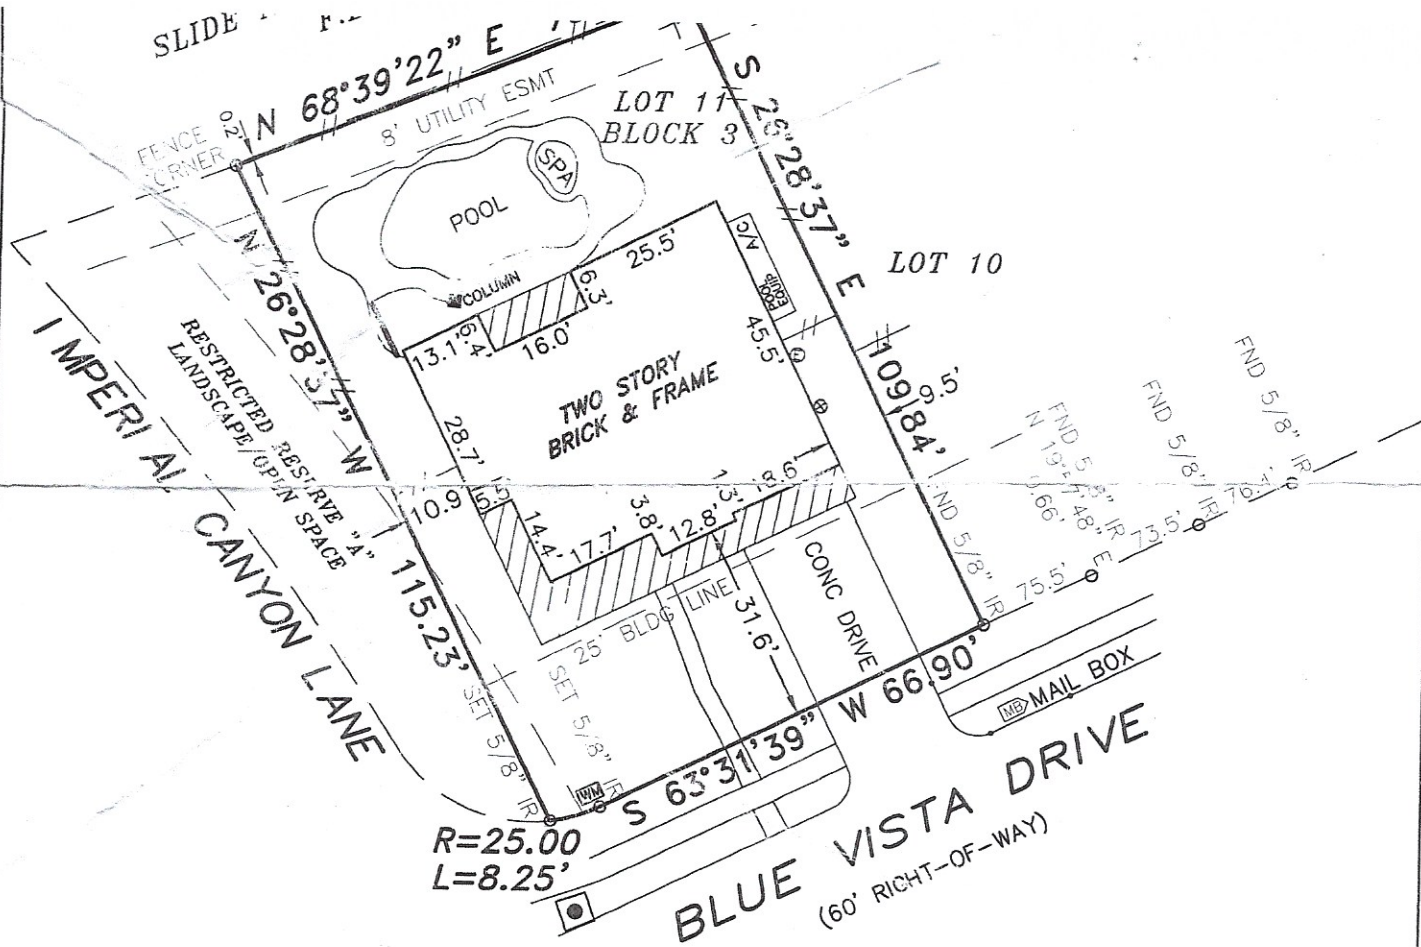 SLIDE
N 68°39'22" E
0.2'
FENCE
CORNER
8' UTILITY ESMT
LOT 11
BLOCK 3
S 26°28'37" E
109.84'
LOT 10
POOL
SPA
A/C
POOL
EQUIP
COLUMN
25.5'
6.3'
16.0'
6.4'
13.1'
45.5'
TWO STORY
BRICK & FRAME
N 26°28'37" W
115.23'
RESTRICTED RESERVE "A"
LANDSCAPE/OPEN SPACE
IMPERIAL CANYON LANE
28.7'
10.9
14.4'
17.7'
3.8'
12.8'
1.3'
18.6'
9.5'
31.6'
25' BLDG LINE
CONC DRIVE
FND 5/8" IR
FND 5/8" IR
FND 5/8" IR
FND 5/8" IR
75.5'
73.5'
SET 5/8" IR
SET 5/8" IR
WM
S 63°31'39" W 66.90'
MB MAIL BOX
R=25.00
L=8.25'
BLUE VISTA DRIVE
(60' RIGHT-OF-WAY)